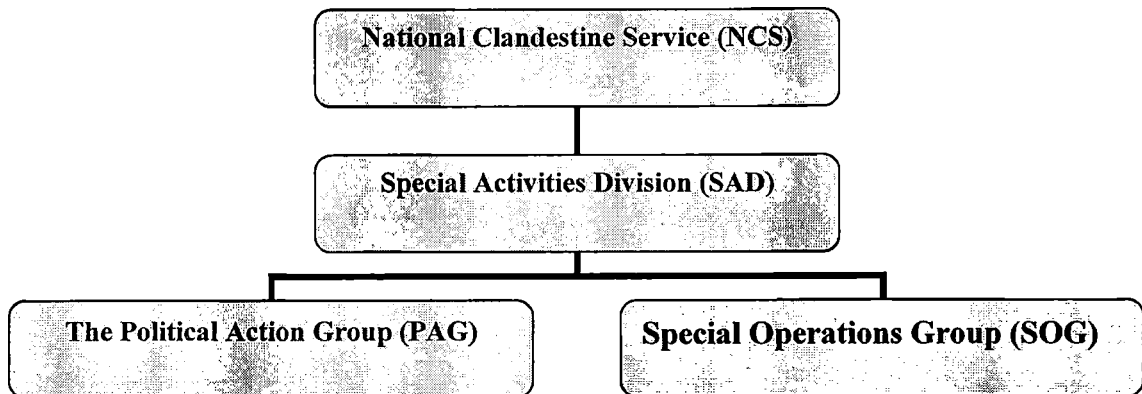 National Clandestine Service (NCS)
Special Activities Division (SAD)
The Political Action Group (PAG)
Special Operations Group (SOG)